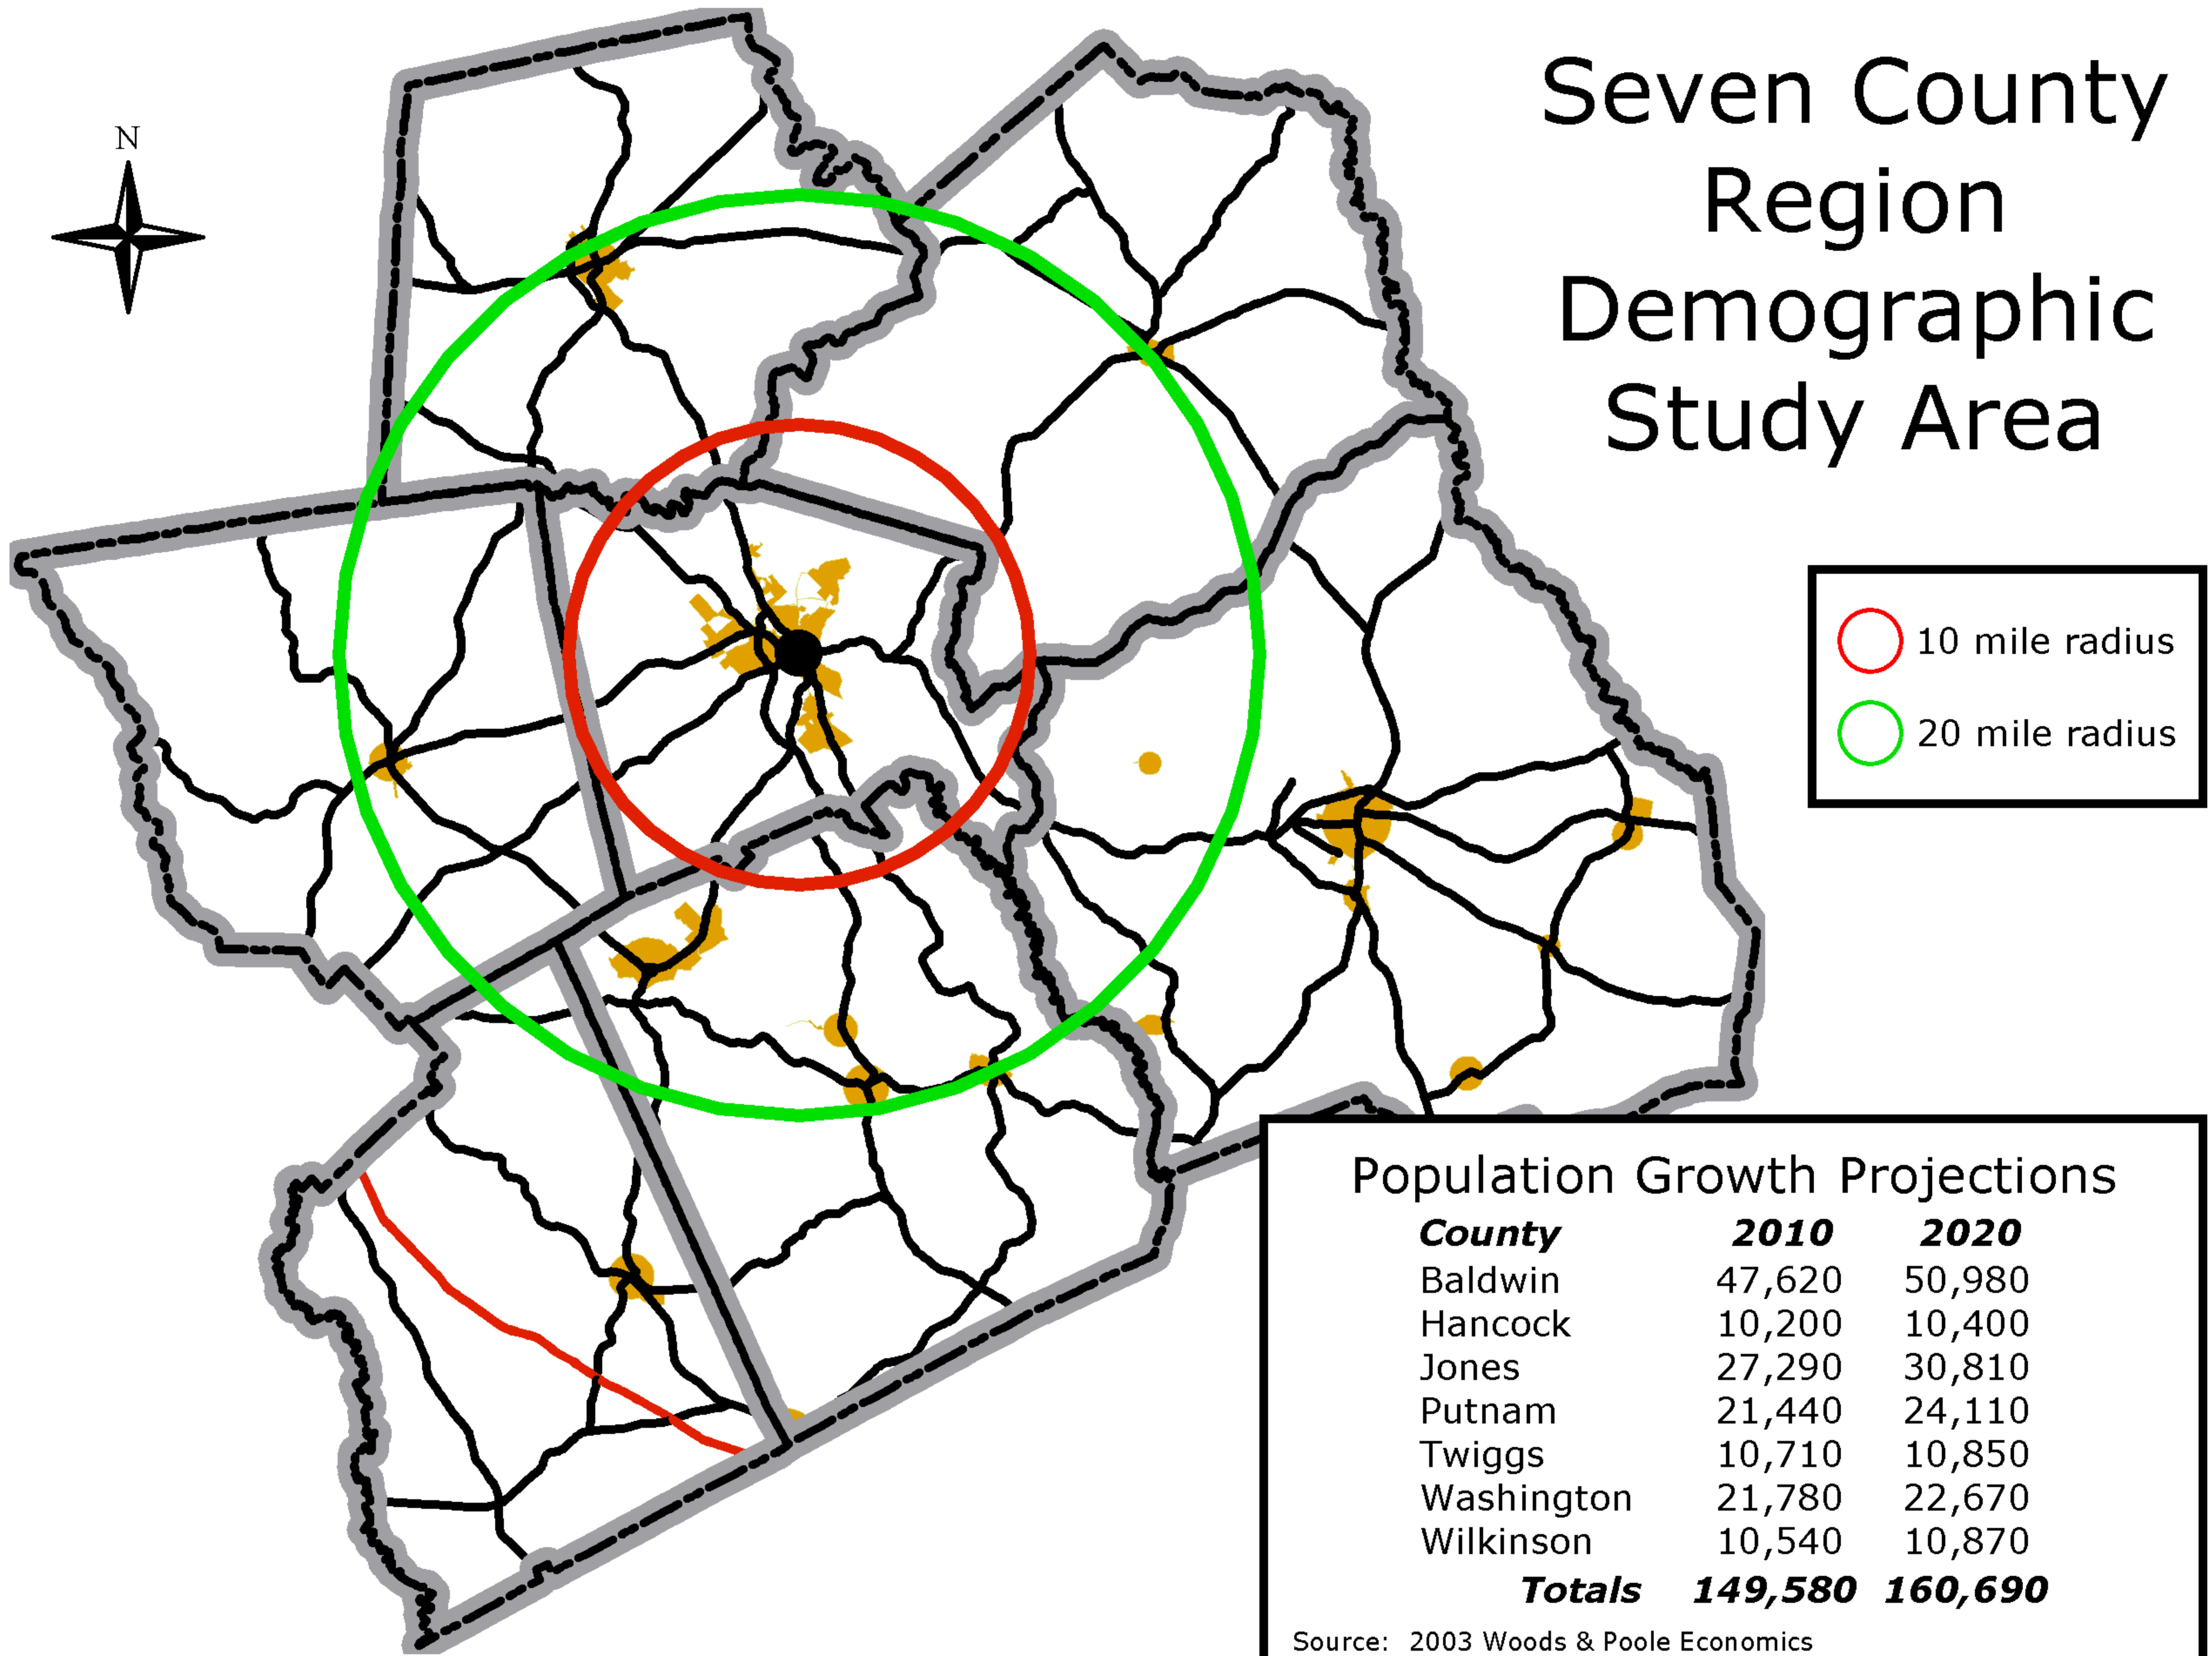 Seven County
Region
Demographic
Study Area
N
10 mile radius
20 mile radius
Population Growth Projections
County 2010 2020
Baldwin 47,620 50,980
Hancock 10,200 10,400
Jones 27,290 30,810
Putnam 21,440 24,110
Twiggs 10,710 10,850
Washington 21,780 22,670
Wilkinson 10,540 10,870
Totals 149,580 160,690
Source: 2003 Woods & Poole Economics